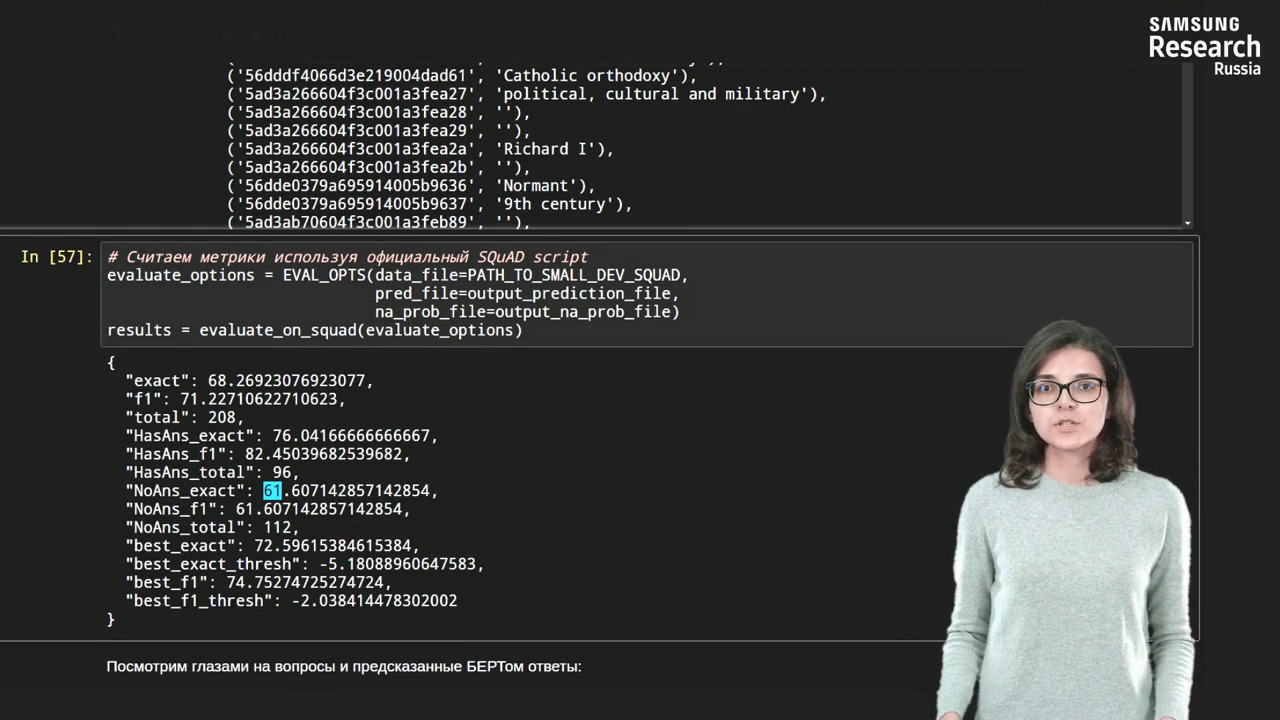 SAMSUNG
Research
Russia
('56dddf4066d3e219004dad61', 'Catholic orthodoxy'),
('5ad3a266604f3c001a3fea27', 'political, cultural and military'),
('5ad3a266604f3c001a3fea28', ''),
('5ad3a266604f3c001a3fea29', ''),
('5ad3a266604f3c001a3fea2a', 'Richard I'),
('5ad3a266604f3c001a3fea2b', ''),
('56dde0379a695914005b9636', 'Normant'),
('56dde0379a695914005b9637', '9th century'),
('5ad3ab70604f3c001a3feb89', ''),
In [57]:
# Считаем метрики используя официальный SQuAD script
evaluate_options = EVAL_OPTS(data_file=PATH_TO_SMALL_DEV_SQUAD,
pred_file=output_prediction_file,
na_prob_file=output_na_prob_file)
results = evaluate_on_squad(evaluate_options)
{
"exact": 68.26923076923077,
"f1": 71.22710622710623,
"total": 208,
"HasAns_exact": 76.04166666666667,
"HasAns_f1": 82.45039682539682,
"HasAns_total": 96,
"NoAns_exact": 61.607142857142854,
"NoAns_f1": 61.607142857142854,
"NoAns_total": 112,
"best_exact": 72.59615384615384,
"best_exact_thresh": -5.18088960647583,
"best_f1": 74.75274725274724,
"best_f1_thresh": -2.038414478302002
}
Посмотрим глазами на вопросы и предсказанные БЕРТом ответы: